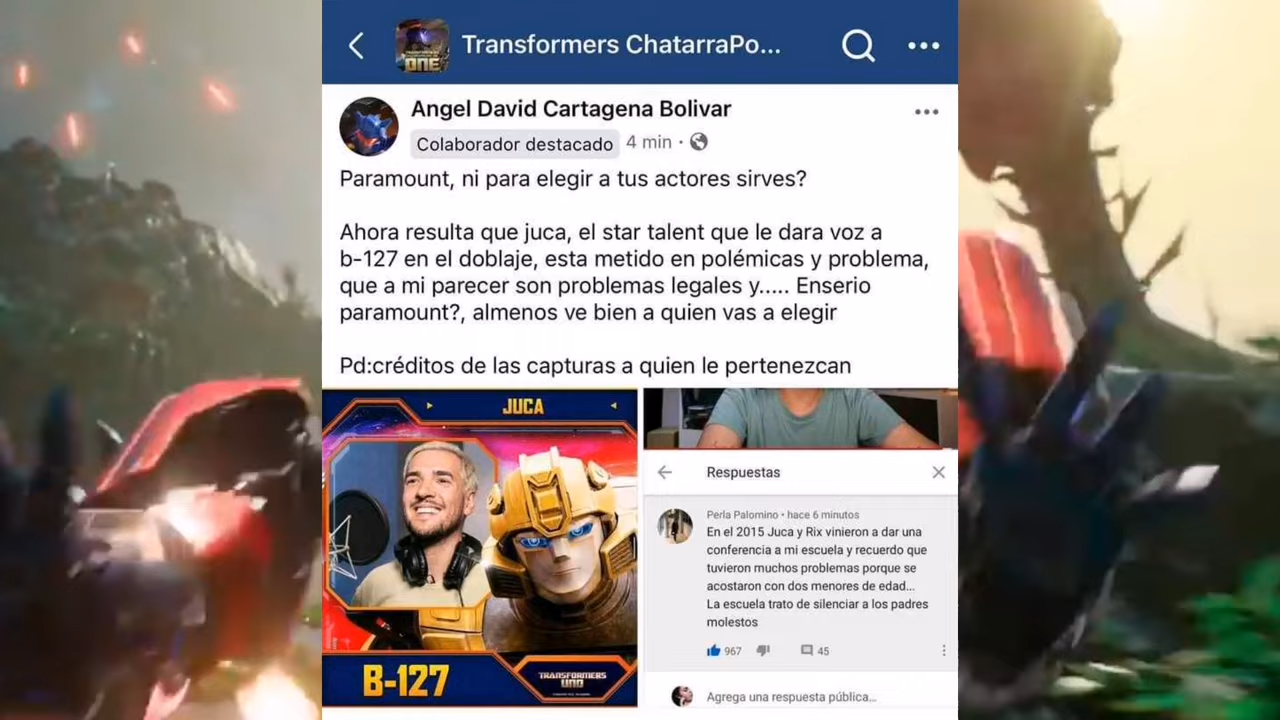 Transformers ChatarraPo...
Angel David Cartagena Bolivar
Colaborador destacado 4 min ·
Paramount, ni para elegir a tus actores sirves?
Ahora resulta que juca, el star talent que le dara voz a
b-127 en el doblaje, esta metido en polémicas y problema,
que a mi parecer son problemas legales y..... Enserio
paramount?, almenos ve bien a quien vas a elegir
Pd:créditos de las capturas a quien le pertenezcan
JUCA
B-127
TRANSFORMERS
UNO
Respuestas
Perla Palomino · hace 6 minutos
En el 2015 Juca y Rix vinieron a dar una
conferencia a mi escuela y recuerdo que
tuvieron muchos problemas porque se
acostaron con dos menores de edad...
La escuela trato de silenciar a los padres
molestos
967 45
Agrega una respuesta pública...